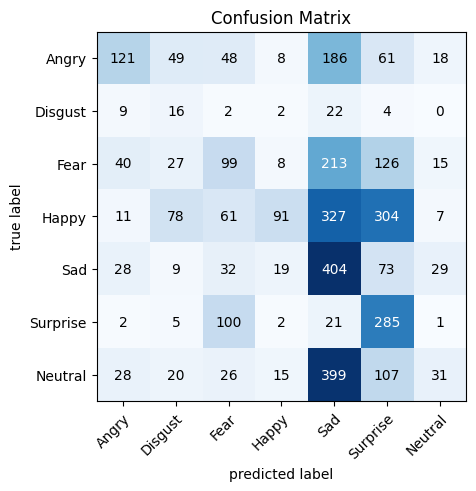 Confusion Matrix
Angry 121 49 48 8 186 61 18
Disgust 9 16 2 2 22 4 0
Fear 40 27 99 8 213 126 15
Happy 11 78 61 91 327 304 7
Sad 28 9 32 19 404 73 29
Surprise 2 5 100 2 21 285 1
Neutral 28 20 26 15 399 107 31
true label
Angry Disgust Fear Happy Sad Surprise Neutral
predicted label